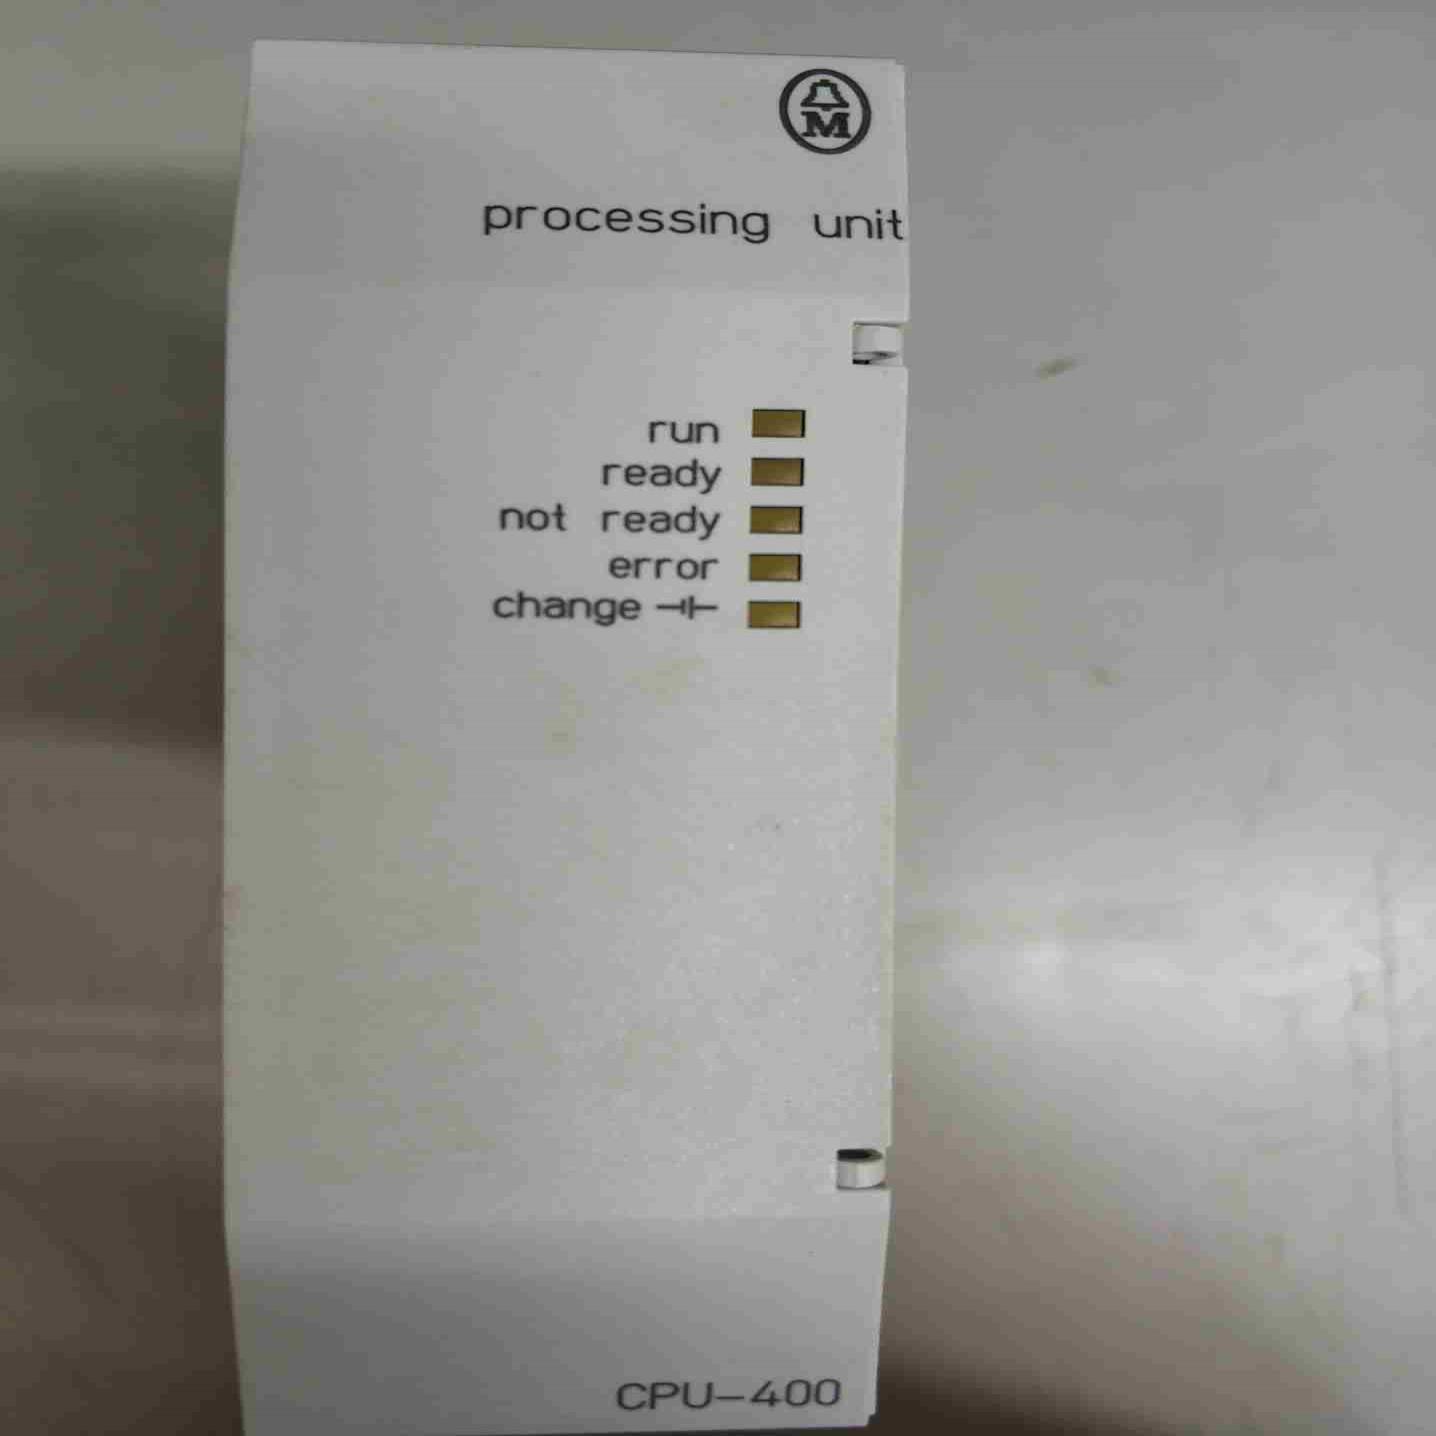 M
processing unit
run
ready
not ready
error
change
CPU-400